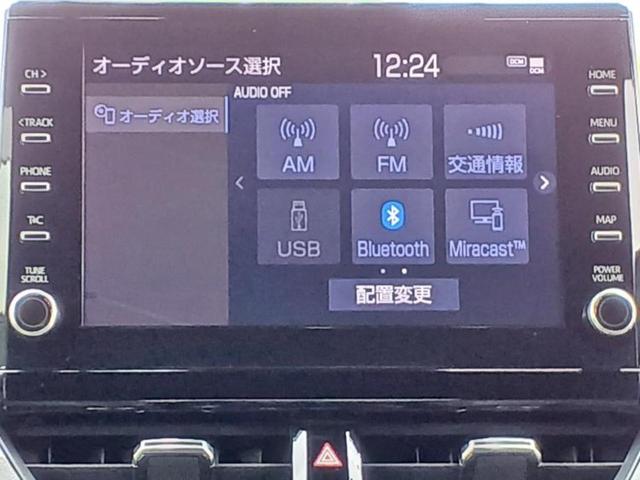 オーディオソース選択 12:24 DCM DCM
AUDIO OFF
オーディオ選択
AM FM 交通情報
USB Bluetooth Miracast™
配置変更
CH >
< TRACK
PHONE
T&C
TUNE
SCROLL
HOME
MENU
AUDIO
MAP
POWER
VOLUME